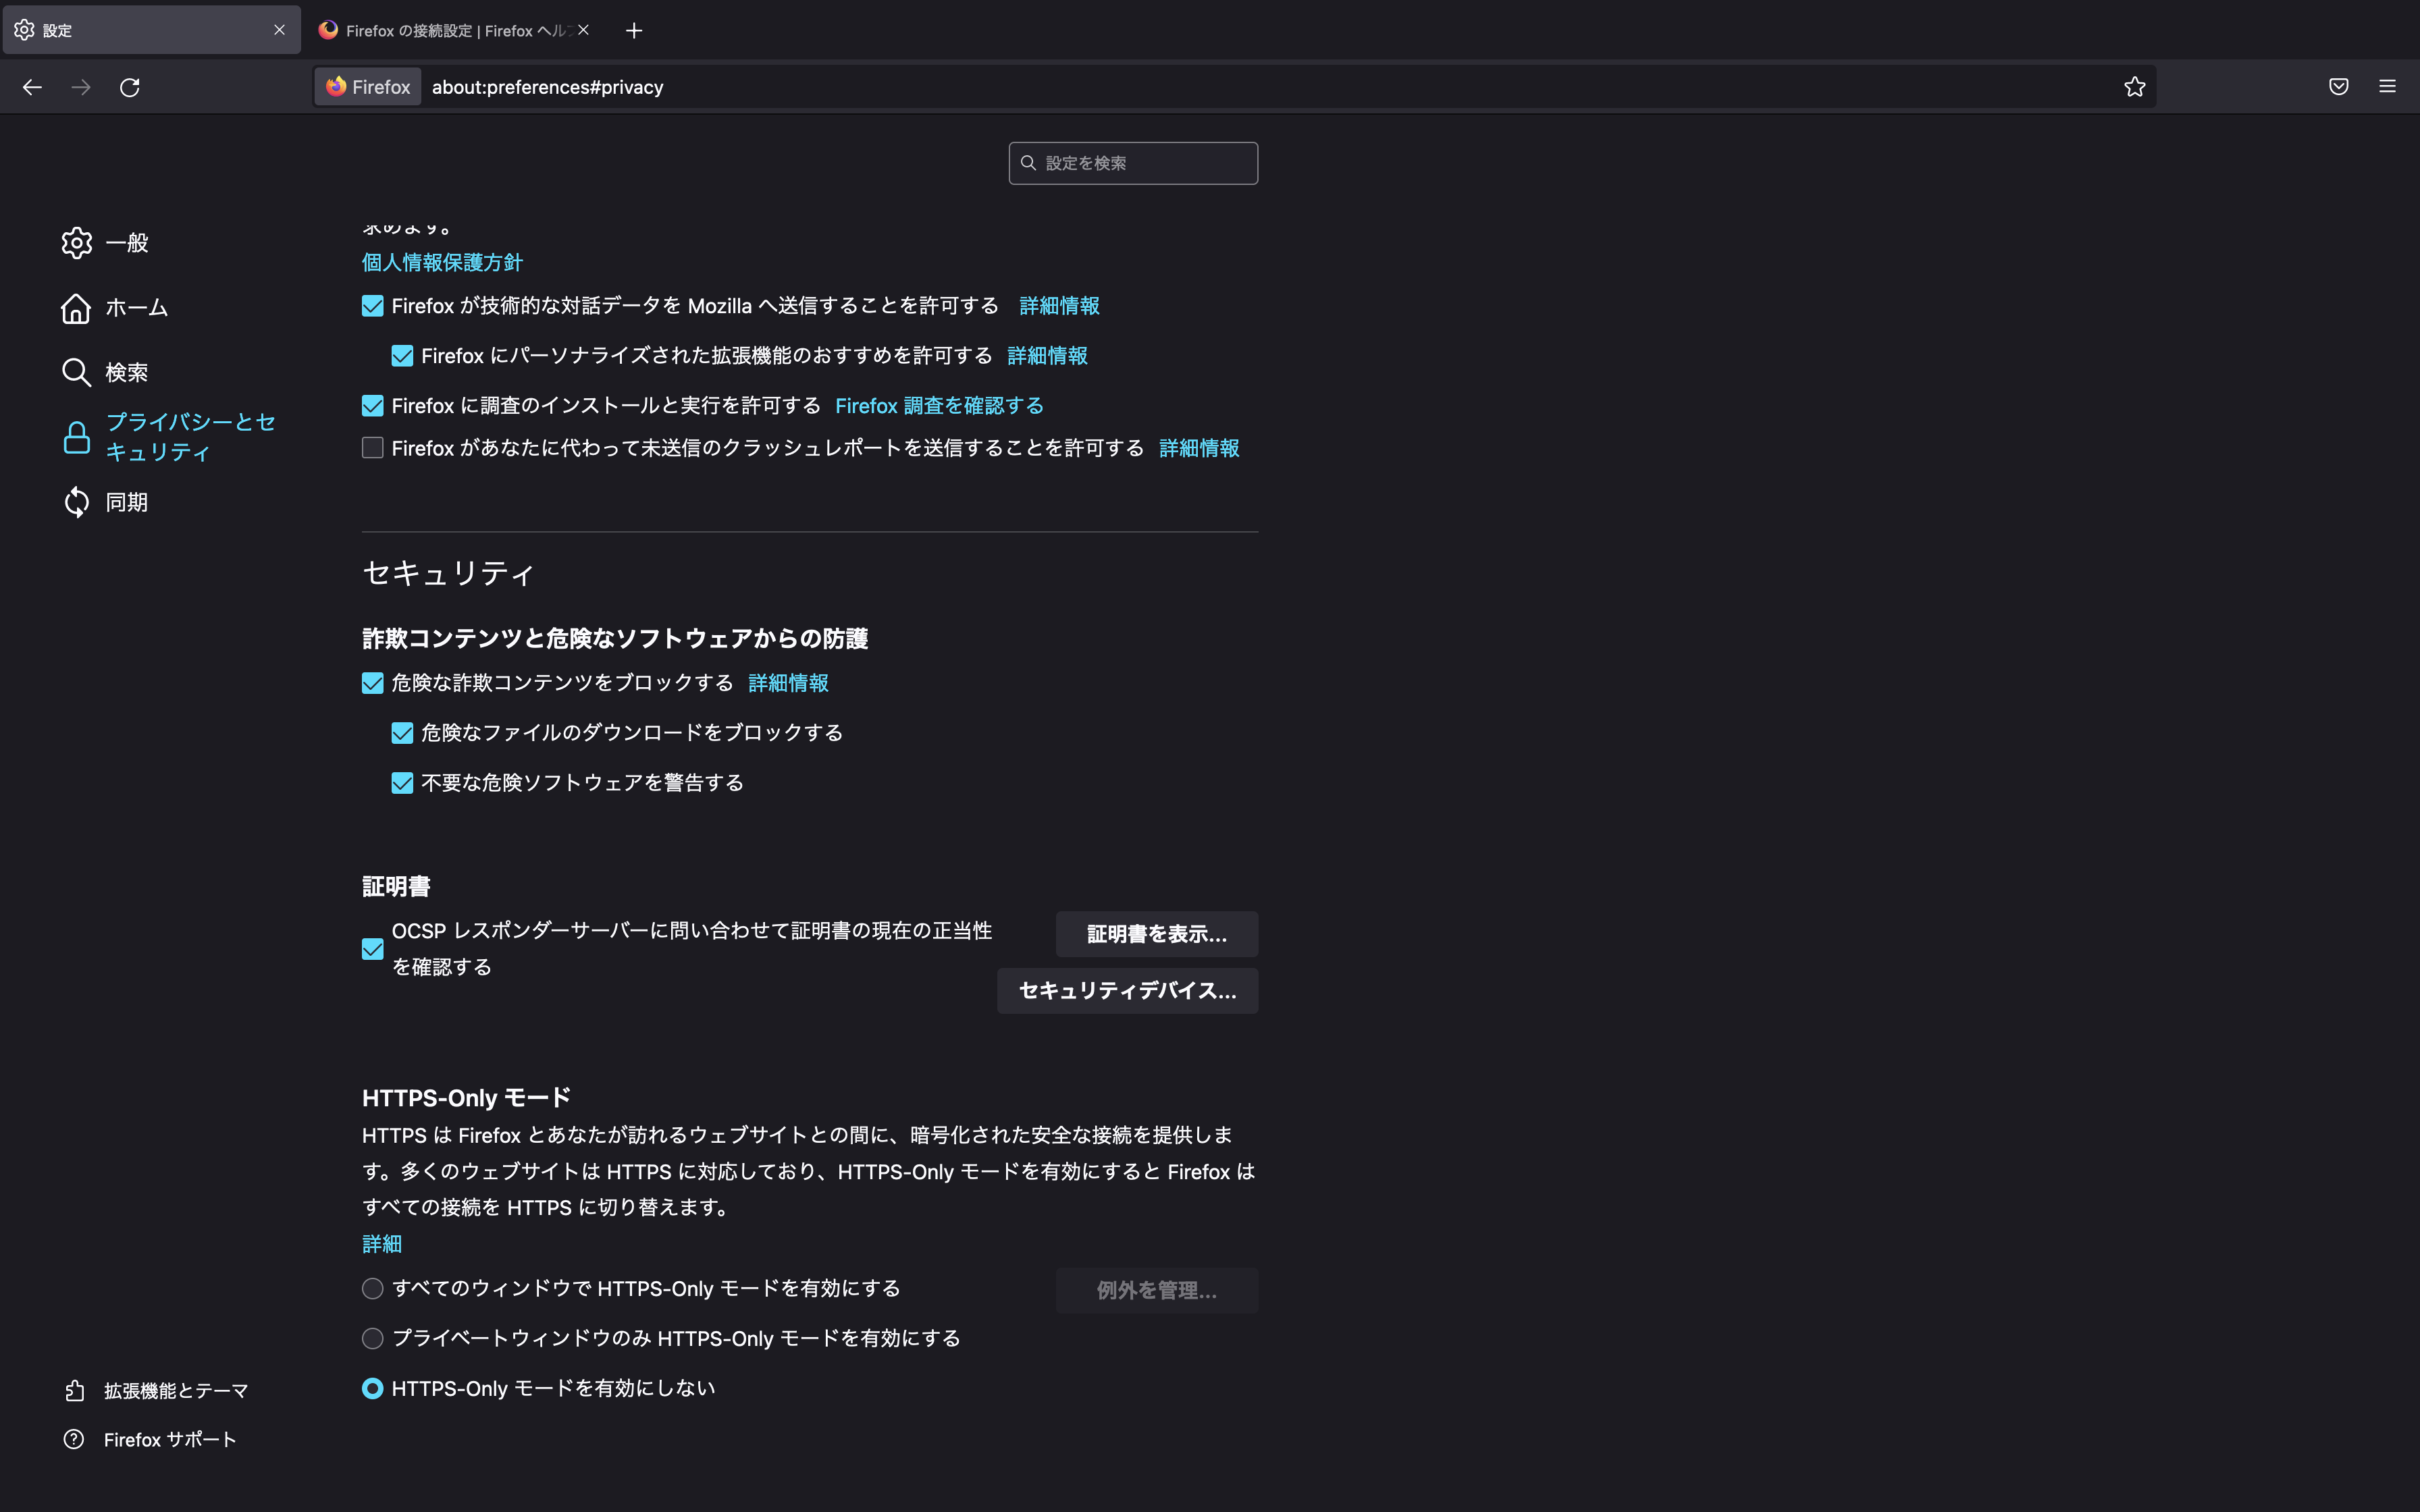 設定
Firefox の接続設定 | Firefox ヘル
Firefox
about:preferences#privacy
設定を検索
一般
ホーム
検索
プライバシーとセ
キュリティ
同期
拡張機能とテーマ
Firefox サポート
求めます。
個人情報保護方針
Firefox が技術的な対話データを Mozilla へ送信することを許可する 詳細情報
Firefox にパーソナライズされた拡張機能のおすすめを許可する 詳細情報
Firefox に調査のインストールと実行を許可する Firefox 調査を確認する
Firefox があなたに代わって未送信のクラッシュレポートを送信することを許可する 詳細情報
セキュリティ
詐欺コンテンツと危険なソフトウェアからの防護
危険な詐欺コンテンツをブロックする 詳細情報
危険なファイルのダウンロードをブロックする
不要な危険ソフトウェアを警告する
証明書
OCSP レスポンダーサーバーに問い合わせて証明書の現在の正当性
を確認する
証明書を表示...
セキュリティデバイス...
HTTPS-Only モード
HTTPS は Firefox とあなたが訪れるウェブサイトとの間に、暗号化された安全な接続を提供しま
す。多くのウェブサイトは HTTPS に対応しており、HTTPS-Only モードを有効にすると Firefox は
すべての接続を HTTPS に切り替えます。
詳細
すべてのウィンドウで HTTPS-Only モードを有効にする
例外を管理...
プライベートウィンドウのみ HTTPS-Only モードを有効にする
HTTPS-Only モードを有効にしない